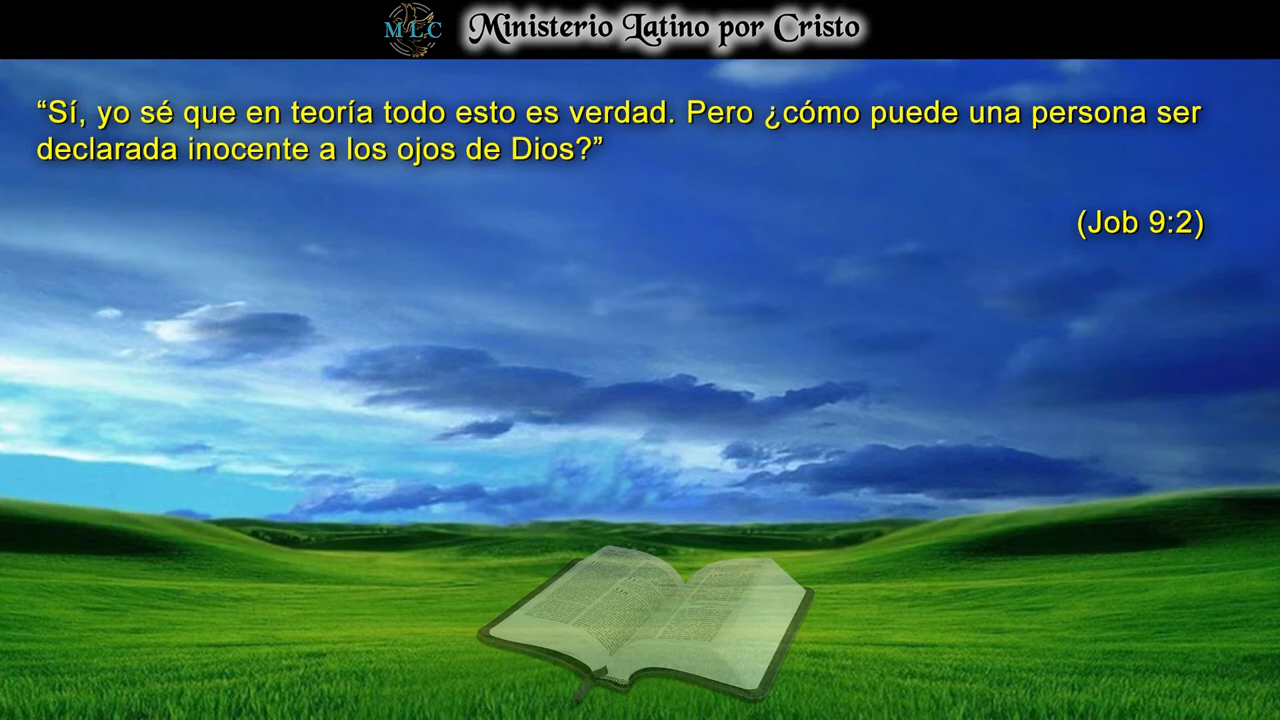 MLC
Ministerio Latino por Cristo
“Sí, yo sé que en teoría todo esto es verdad. Pero ¿cómo puede una persona ser
declarada inocente a los ojos de Dios?”
(Job 9:2)